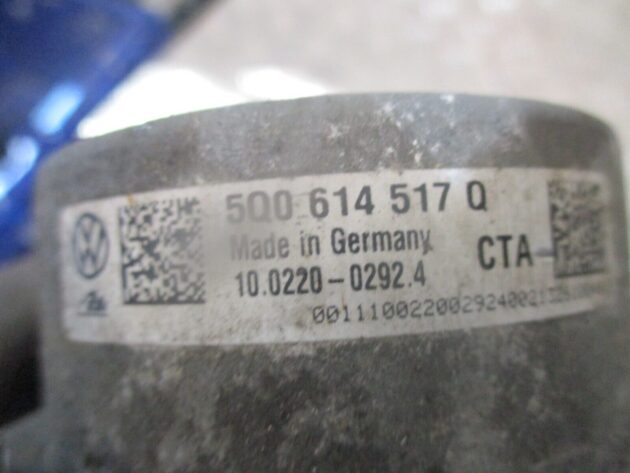 5Q0 614 517 Q
Made in Germany
CTA
10.0220-0292.4